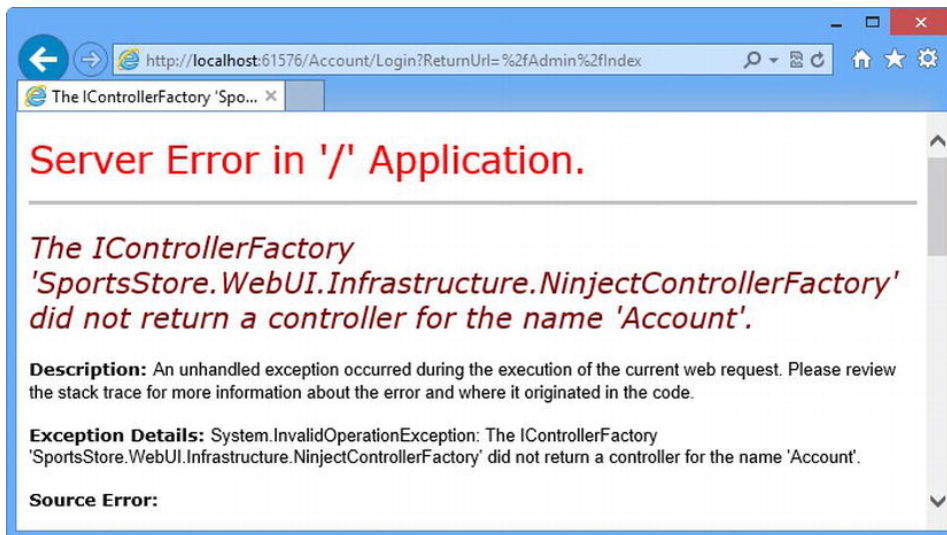 http://localhost:61576/Account/Login?ReturnUrl=%2fAdmin%2fIndex
The IControllerFactory 'Spo...
Server Error in '/' Application.
The IControllerFactory
'SportsStore.WebUI.Infrastructure.NinjectControllerFactory'
did not return a controller for the name 'Account'.
Description: An unhandled exception occurred during the execution of the current web request. Please review
the stack trace for more information about the error and where it originated in the code.
Exception Details: System.InvalidOperationException: The IControllerFactory
'SportsStore.WebUI.Infrastructure.NinjectControllerFactory' did not return a controller for the name 'Account'.
Source Error: